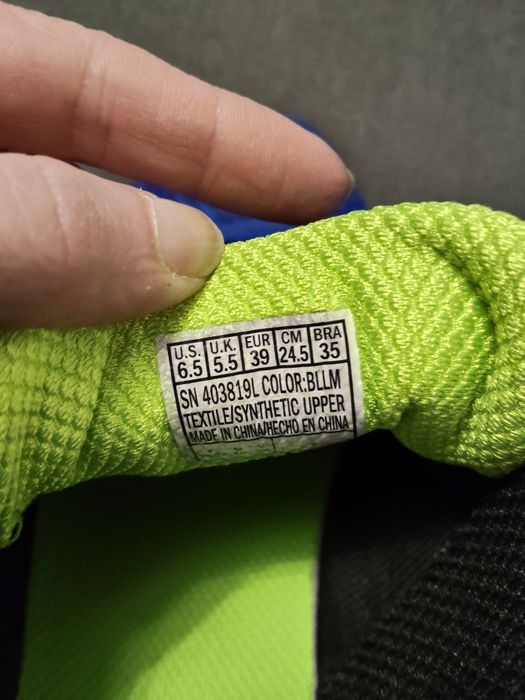 U.S. U.K. EUR CM BRA
6.5 5.5 39 24.5 35
SN 403819L COLOR:BLLM
TEXTILE/SYNTHETIC UPPER
MADE IN CHINA/HECHO EN CHINA